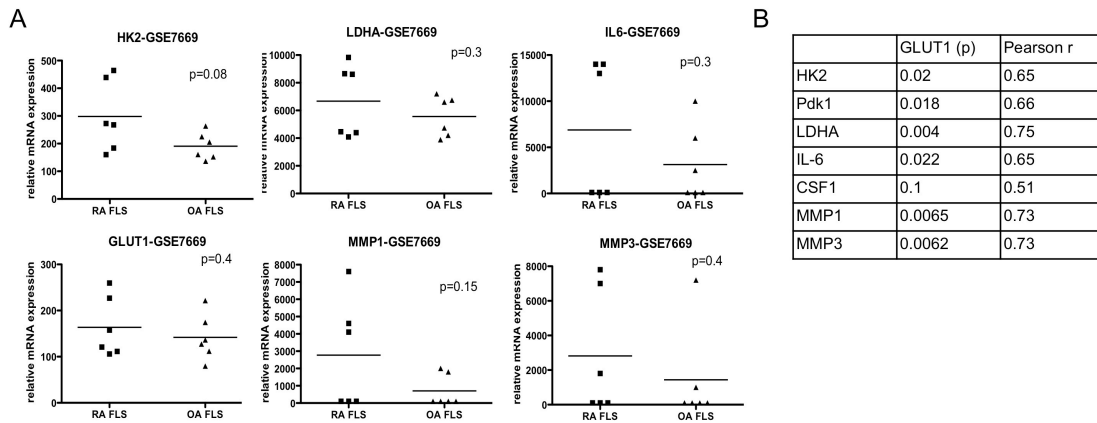 A
HK2-GSE7669
relative mRNA expression
500
400
300
200
100
0
p=0.08
RA FLS
OA FLS
LDHA-GSE7669
relative mRNA expression
10000
8000
6000
4000
2000
0
p=0.3
RA FLS
OA FLS
IL6-GSE7669
relative mRNA expression
15000
10000
5000
0
p=0.3
RA FLS
OA FLS
GLUT1-GSE7669
relative mRNA expression
300
200
100
0
p=0.4
RA FLS
OA FLS
MMP1-GSE7669
relative mRNA expression
8000
7000
6000
5000
4000
3000
2000
1000
0
p=0.15
RA FLS
OA FLS
MMP3-GSE7669
relative mRNA expression
8000
6000
4000
2000
0
p=0.4
RA FLS
OA FLS
B
GLUT1 (p) Pearson r
HK2 0.02 0.65
Pdk1 0.018 0.66
LDHA 0.004 0.75
IL-6 0.022 0.65
CSF1 0.1 0.51
MMP1 0.0065 0.73
MMP3 0.0062 0.73